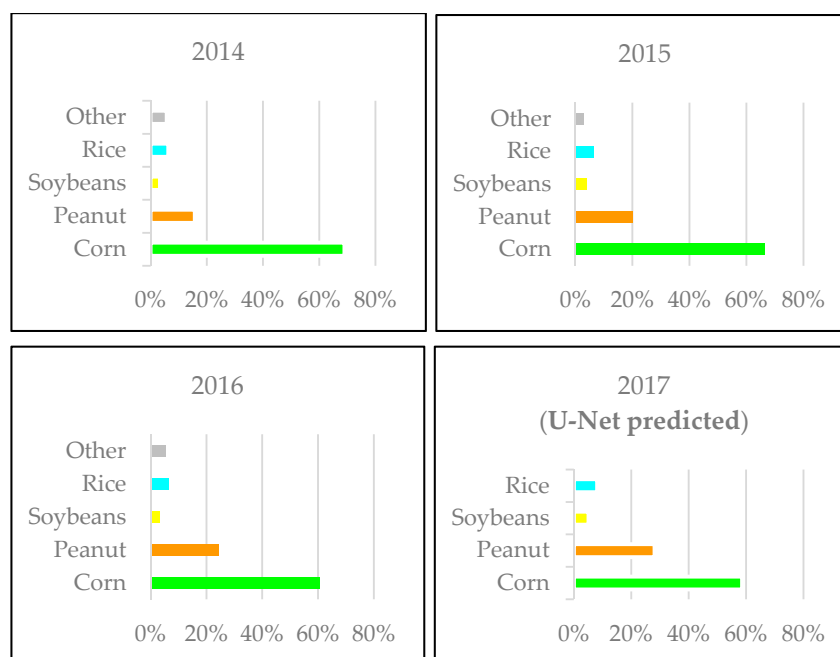 2014
Other
Rice
Soybeans
Peanut
Corn
0% 20% 40% 60% 80%
2015
Other
Rice
Soybeans
Peanut
Corn
0% 20% 40% 60% 80%
2016
Other
Rice
Soybeans
Peanut
Corn
0% 20% 40% 60% 80%
2017
(U-Net predicted)
Rice
Soybeans
Peanut
Corn
0% 20% 40% 60% 80%